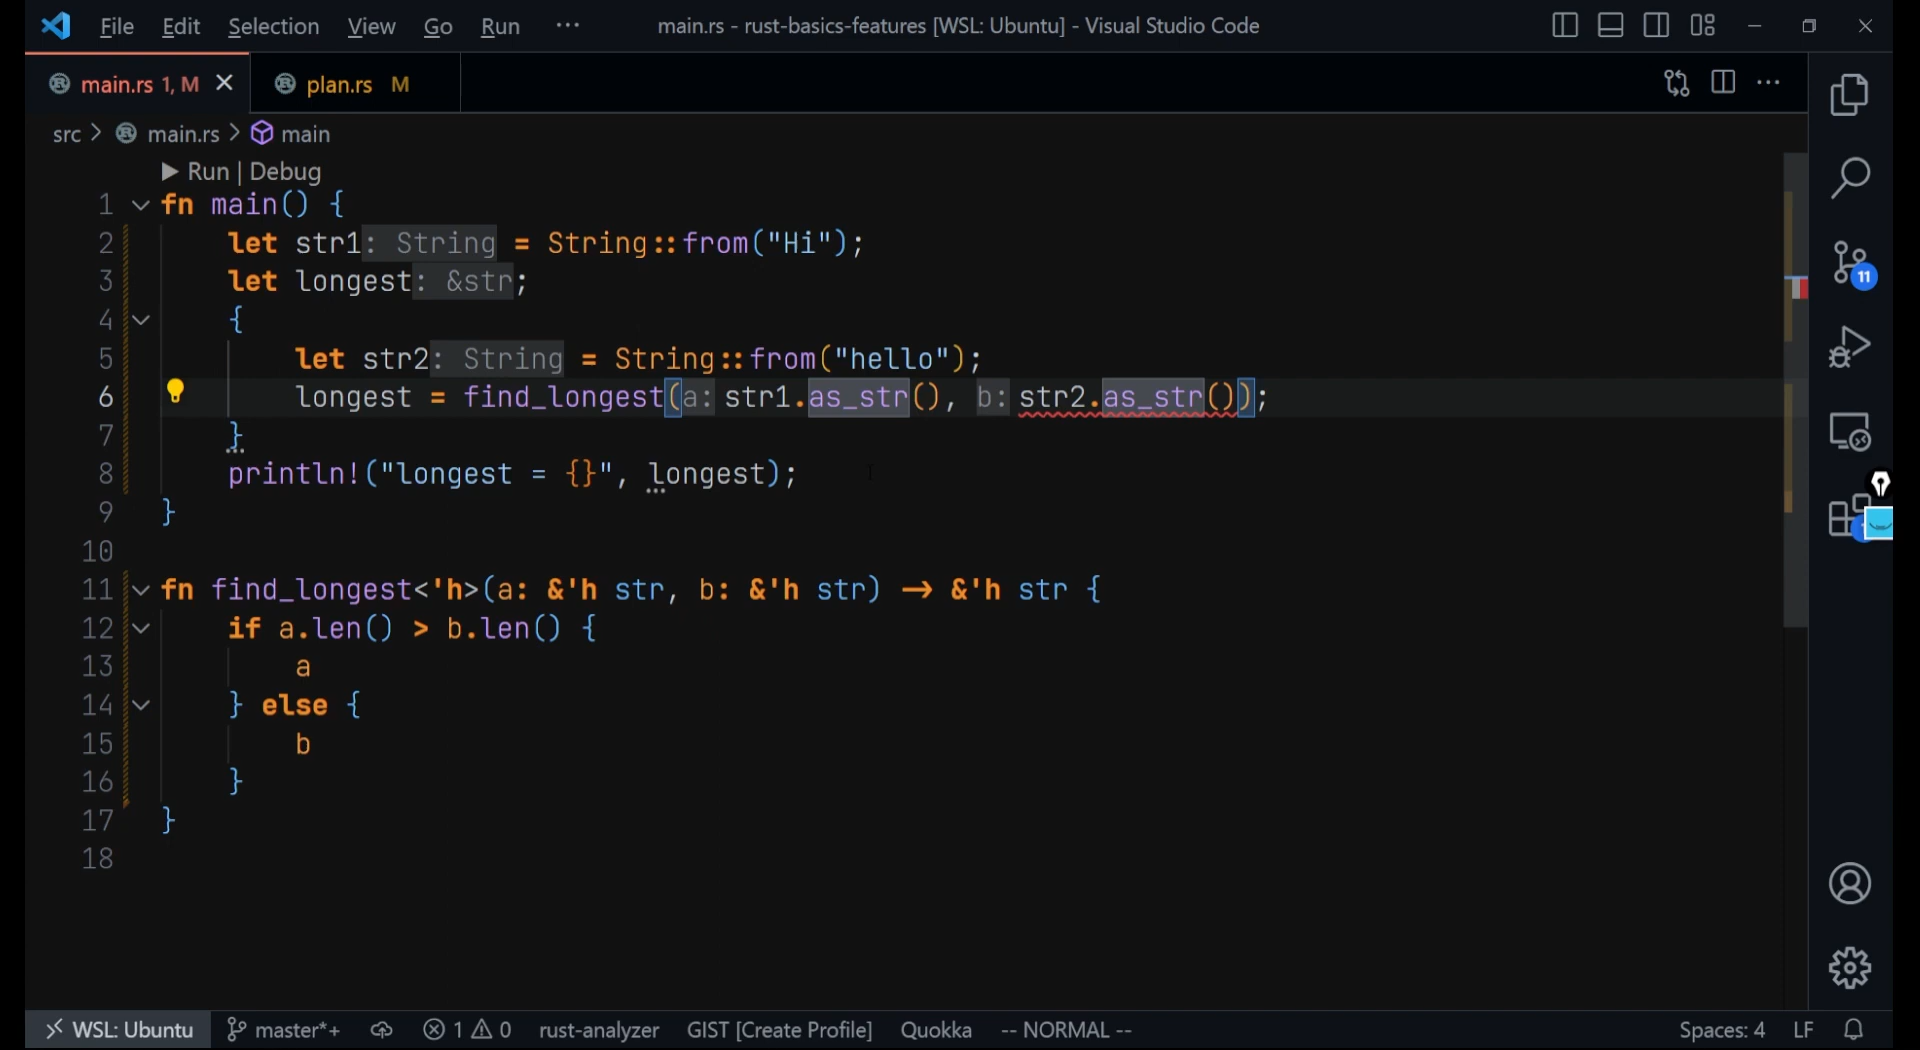 File Edit Selection View Go Run ··· main.rs - rust-basics-features [WSL: Ubuntu] - Visual Studio Code
main.rs 1, M plan.rs M
src > main.rs > main
Run | Debug
1 fn main() {
2 let str1: String = String::from("Hi");
3 let longest: &str;
4 {
5 let str2: String = String::from("hello");
6 longest = find_longest(a: str1.as_str(), b: str2.as_str());
7 }
8 println!("longest = {}", longest);
9 }
10
11 fn find_longest<'h>(a: &'h str, b: &'h str) → &'h str {
12 if a.len() > b.len() {
13 a
14 } else {
15 b
16 }
17 }
18
11
WSL: Ubuntu master*+ 1 0 rust-analyzer GIST [Create Profile] Quokka -- NORMAL -- Spaces: 4 LF